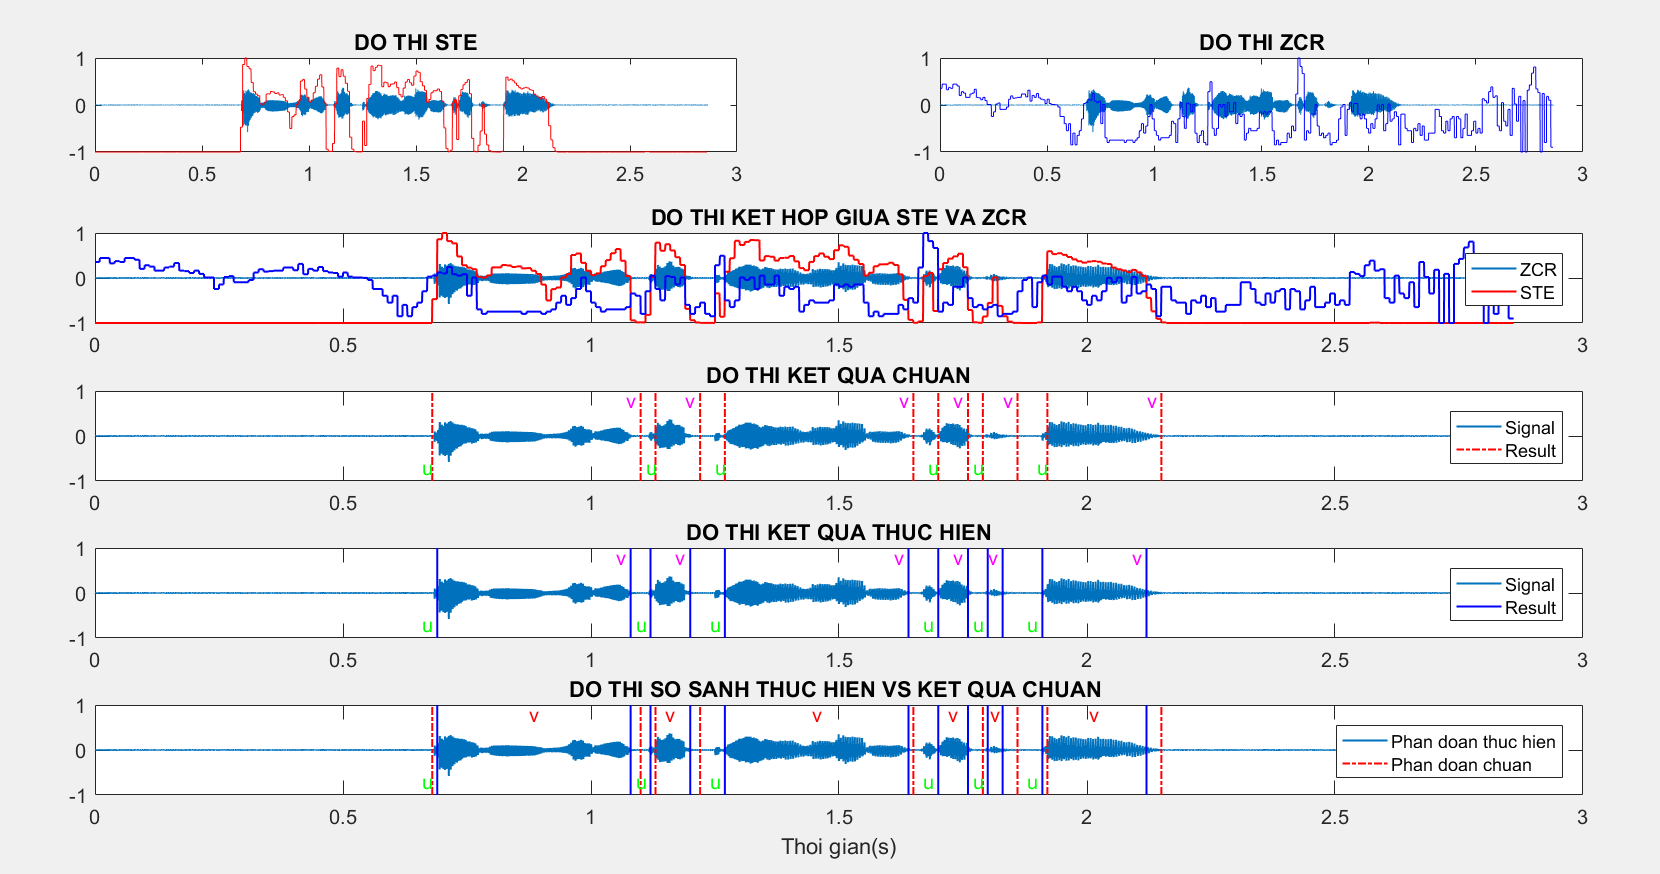 DO THI STE
1
0
-1
0 0.5 1 1.5 2 2.5 3
DO THI ZCR
1
0
-1
0 0.5 1 1.5 2 2.5 3
DO THI KET HOP GIUA STE VA ZCR
1
0
-1
ZCR
STE
0 0.5 1 1.5 2 2.5 3
DO THI KET QUA CHUAN
1
0
-1
v v v v v v
u u u u u u
Signal
Result
0 0.5 1 1.5 2 2.5 3
DO THI KET QUA THUC HIEN
1
0
-1
v v v v v v
u u u u u u
Signal
Result
0 0.5 1 1.5 2 2.5 3
DO THI SO SANH THUC HIEN VS KET QUA CHUAN
1
0
-1
v v v v v v
u u u u u u
Phan doan thuc hien
Phan doan chuan
0 0.5 1 1.5 2 2.5 3
Thoi gian(s)